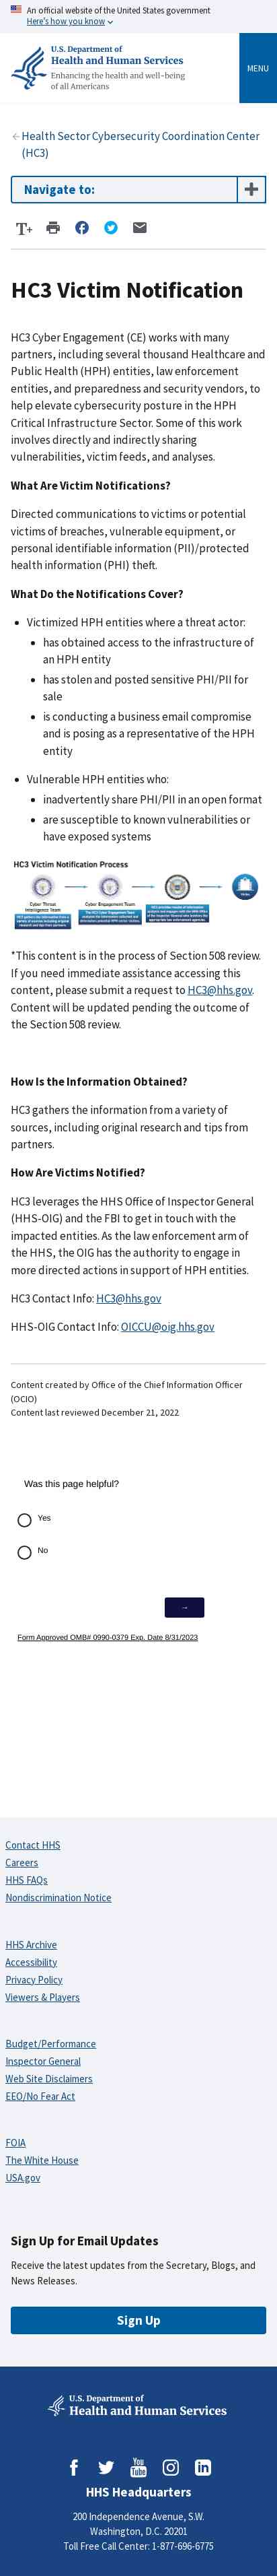 An official website of the United States government
Here's how you know
U.S. Department of
Health and Human Services
Enhancing the health and well-being
of all Americans
MENU
Health Sector Cybersecurity Coordination Center
(HC3)
Navigate to:
T+
HC3 Victim Notification
HC3 Cyber Engagement (CE) works with many
partners, including several thousand Healthcare and
Public Health (HPH) entities, law enforcement
entities, and preparedness and security vendors, to
help elevate cybersecurity posture in the HPH
Critical Infrastructure Sector. Some of this work
involves directly and indirectly sharing
vulnerabilities, victim feeds, and analyses.
What Are Victim Notifications?
Directed communications to victims or potential
victims of breaches, vulnerable equipment, or
personal identifiable information (PII)/protected
health information (PHI) theft.
What Do the Notifications Cover?
Victimized HPH entities where a threat actor:
has obtained access to the infrastructure of
an HPH entity
has stolen and posted sensitive PHI/PII for
sale
is conducting a business email compromise
and is posing as a representative of the HPH
entity
Vulnerable HPH entities who:
inadvertently share PHI/PII in an open format
are susceptible to known vulnerabilities or
have exposed systems
HC3 Victim Notification Process
Cyber Threat
Intelligence Team
Cyber Engagement
Team
*This content is in the process of Section 508 review.
If you need immediate assistance accessing this
content, please submit a request to HC3@hhs.gov.
Content will be updated pending the outcome of
the Section 508 review.
How Is the Information Obtained?
HC3 gathers the information from a variety of
sources, including original research and tips from
partners.
How Are Victims Notified?
HC3 leverages the HHS Office of Inspector General
(HHS-OIG) and the FBI to get in touch with the
impacted entities. As the law enforcement arm of
the HHS, the OIG has the authority to engage in
more direct actions in support of HPH entities.
HC3 Contact Info: HC3@hhs.gov
HHS-OIG Contact Info: OICCU@oig.hhs.gov
Content created by Office of the Chief Information Officer
(OCIO)
Content last reviewed December 21, 2022
Was this page helpful?
Yes
No
→
Form Approved OMB# 0990-0379 Exp. Date 8/31/2023
Contact HHS
Careers
HHS FAQs
Nondiscrimination Notice
HHS Archive
Accessibility
Privacy Policy
Viewers & Players
Budget/Performance
Inspector General
Web Site Disclaimers
EEO/No Fear Act
FOIA
The White House
USA.gov
Sign Up for Email Updates
Receive the latest updates from the Secretary, Blogs, and
News Releases.
Sign Up
U.S. Department of
Health and Human Services
You
Tube
HHS Headquarters
200 Independence Avenue, S.W.
Washington, D.C. 20201
Toll Free Call Center: 1-877-696-6775